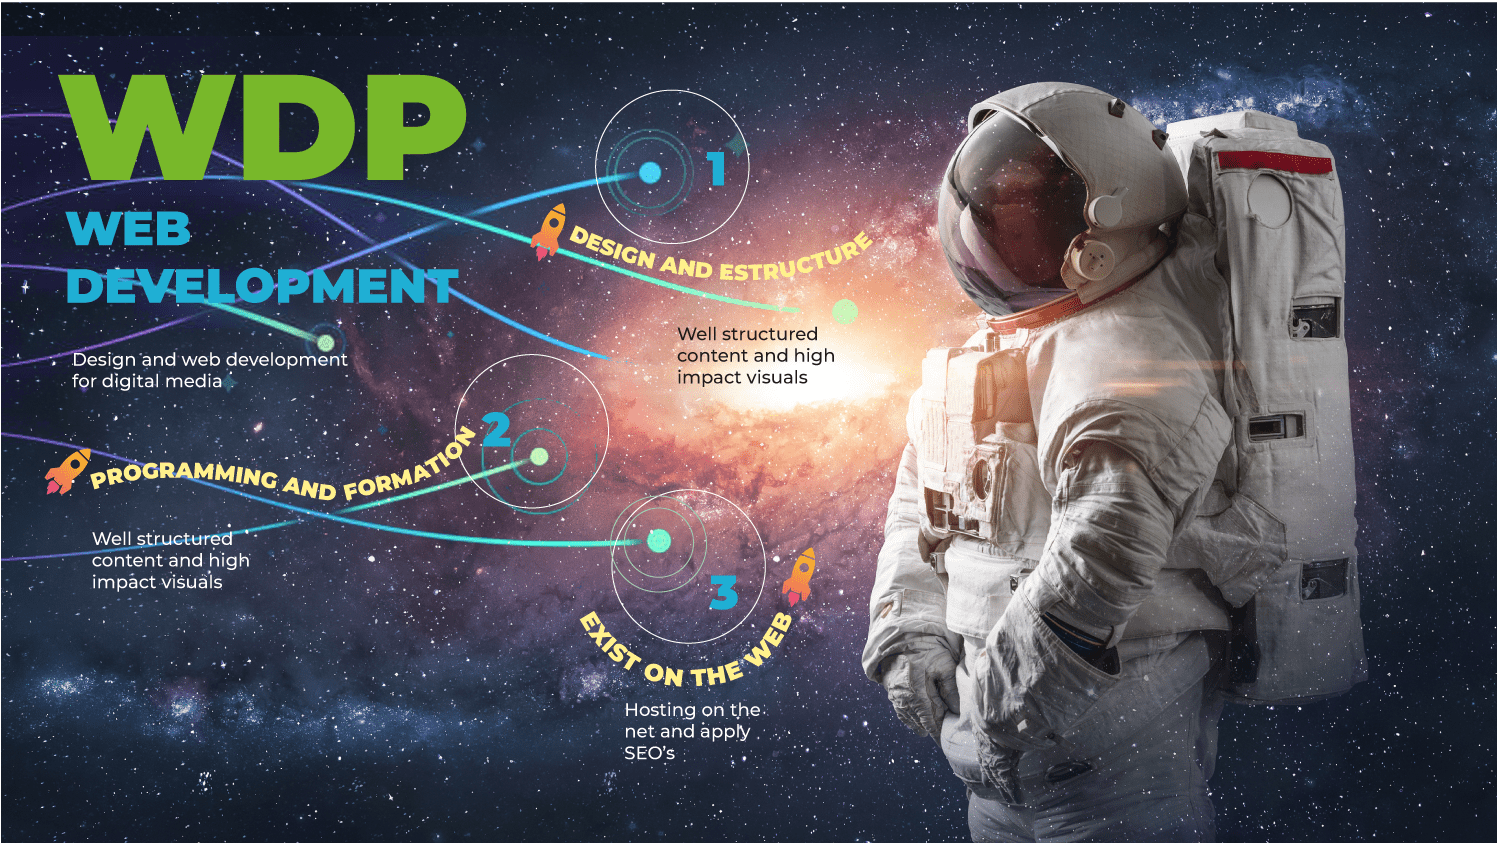 WDP
WEB
DEVELOPMENT
Design and web development
for digital media
1
DESIGN AND ESTRUCTURE
Well structured
content and high
impact visuals
2
PROGRAMMING AND FORMATION
Well structured
content and high
impact visuals
3
EXIST ON THE WEB
Hosting on the
net and apply
SEO's